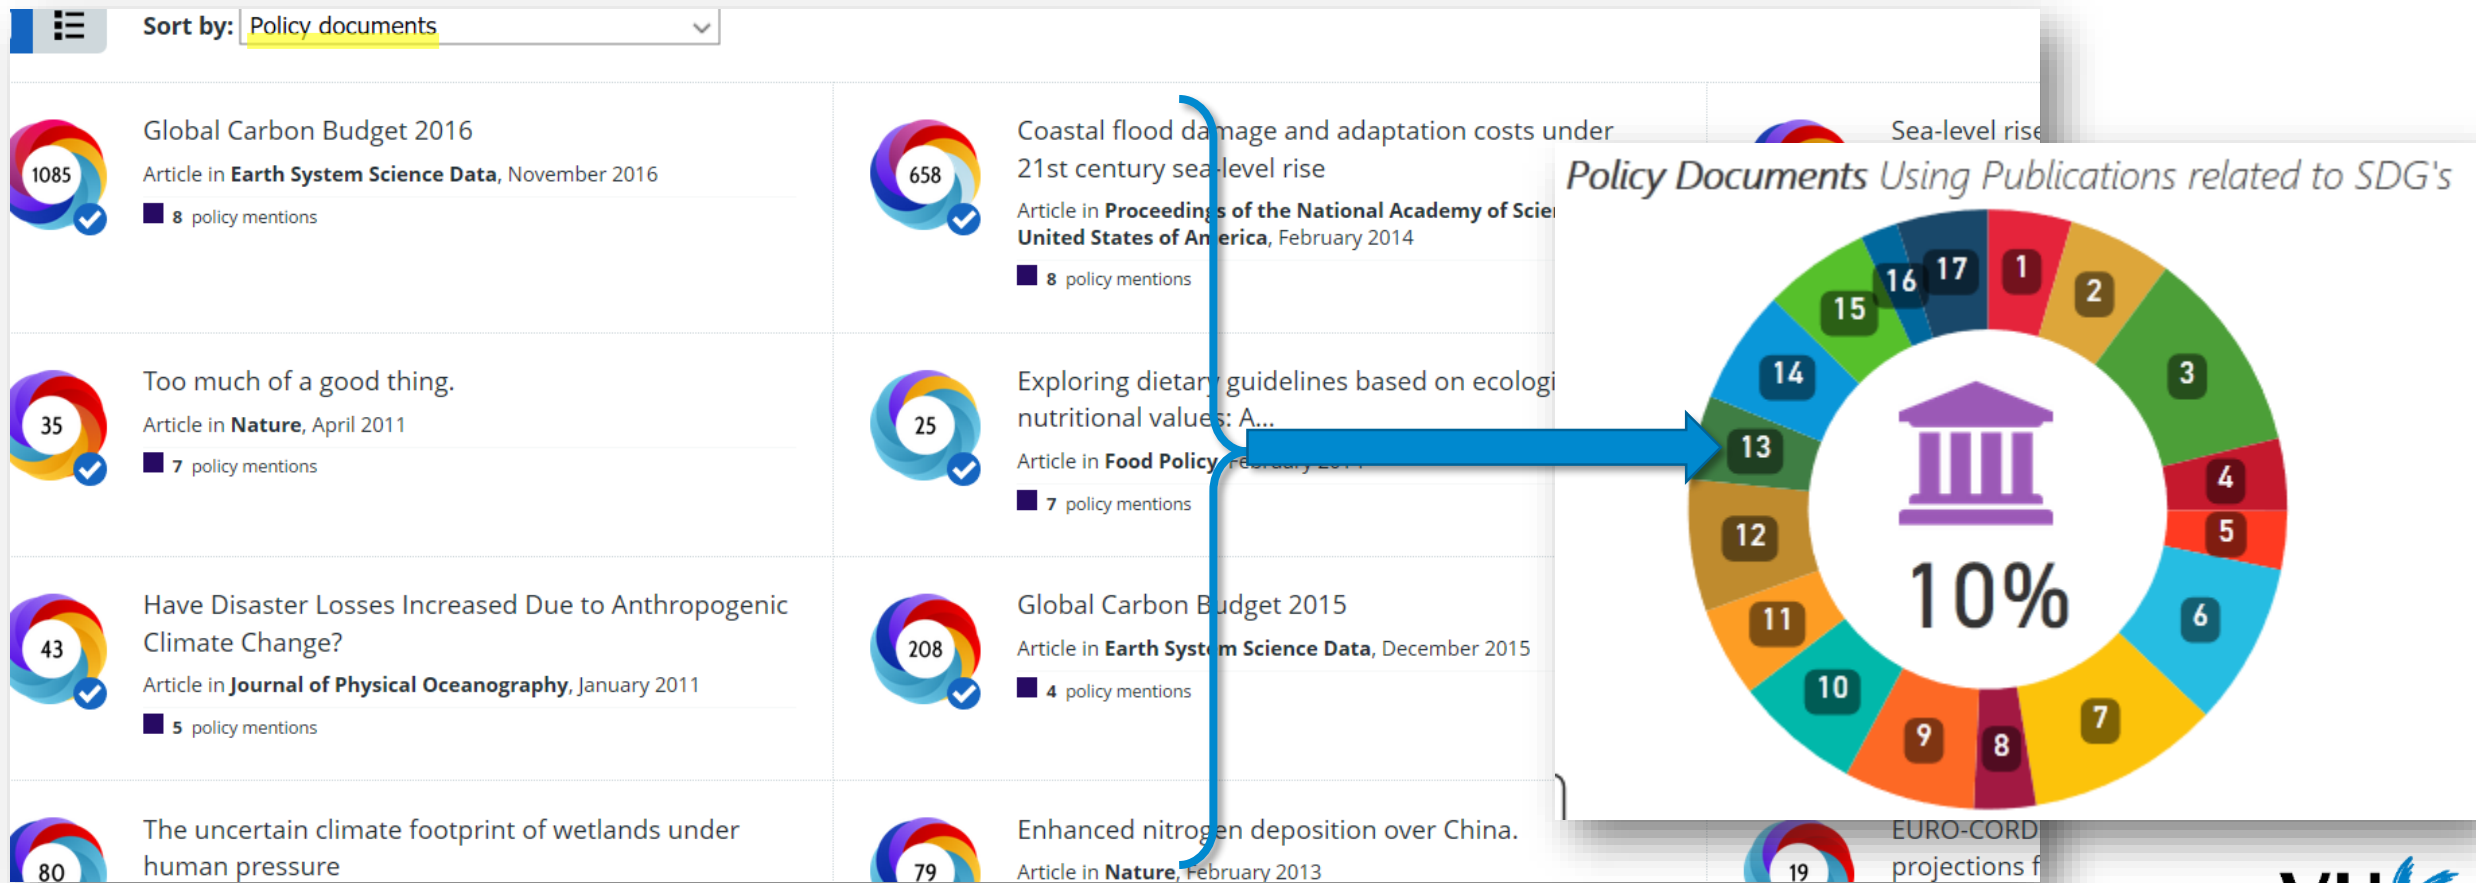 Sort by: Policy documents
1085
Global Carbon Budget 2016
Article in Earth System Science Data, November 2016
8 policy mentions
658
Coastal flood damage and adaptation costs under
21st century sea-level rise
Article in Proceedings of the National Academy of Scie
United States of America, February 2014
8 policy mentions
Sea-level rise
35
Too much of a good thing.
Article in Nature, April 2011
7 policy mentions
25
Exploring dietary guidelines based on ecologi
nutritional values: A...
Article in Food Policy, February
7 policy mentions
43
Have Disaster Losses Increased Due to Anthropogenic
Climate Change?
Article in Journal of Physical Oceanography, January 2011
5 policy mentions
208
Global Carbon Budget 2015
Article in Earth System Science Data, December 2015
4 policy mentions
80
The uncertain climate footprint of wetlands under
human pressure
79
Enhanced nitrogen deposition over China.
Article in Nature, February 2013
19
EURO-CORD
projections f
Policy Documents Using Publications related to SDG's
1
2
3
4
5
6
7
8
9
10
11
12
13
14
15
16
17
10%
VU